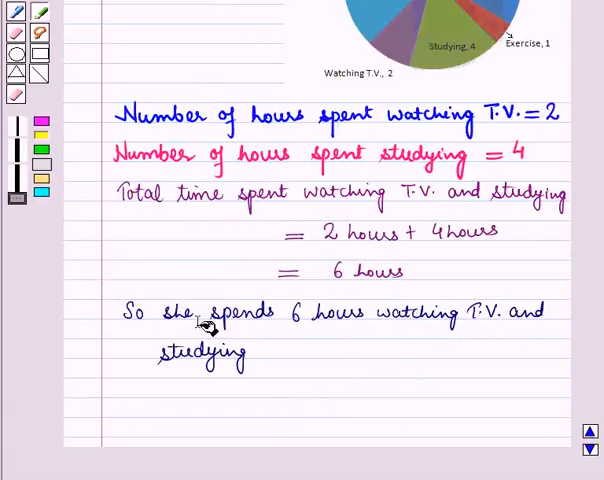 Studying, 4
Exercise, 1
Watching T.V., 2
Number of hours spent watching T.V. = 2
Number of hours spent studying = 4
Total time spent watching T.V. and studying
= 2 hours + 4 hours
= 6 hours
So she spends 6 hours watching T.V. and
studying